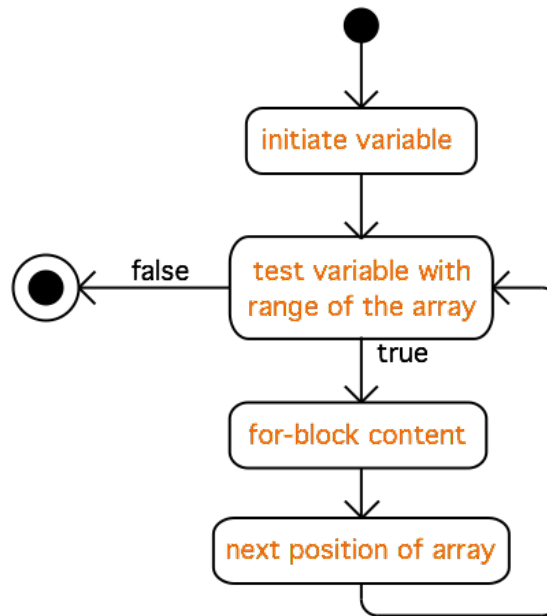 initiate variable
false
test variable with
range of the array
true
for-block content
next position of array